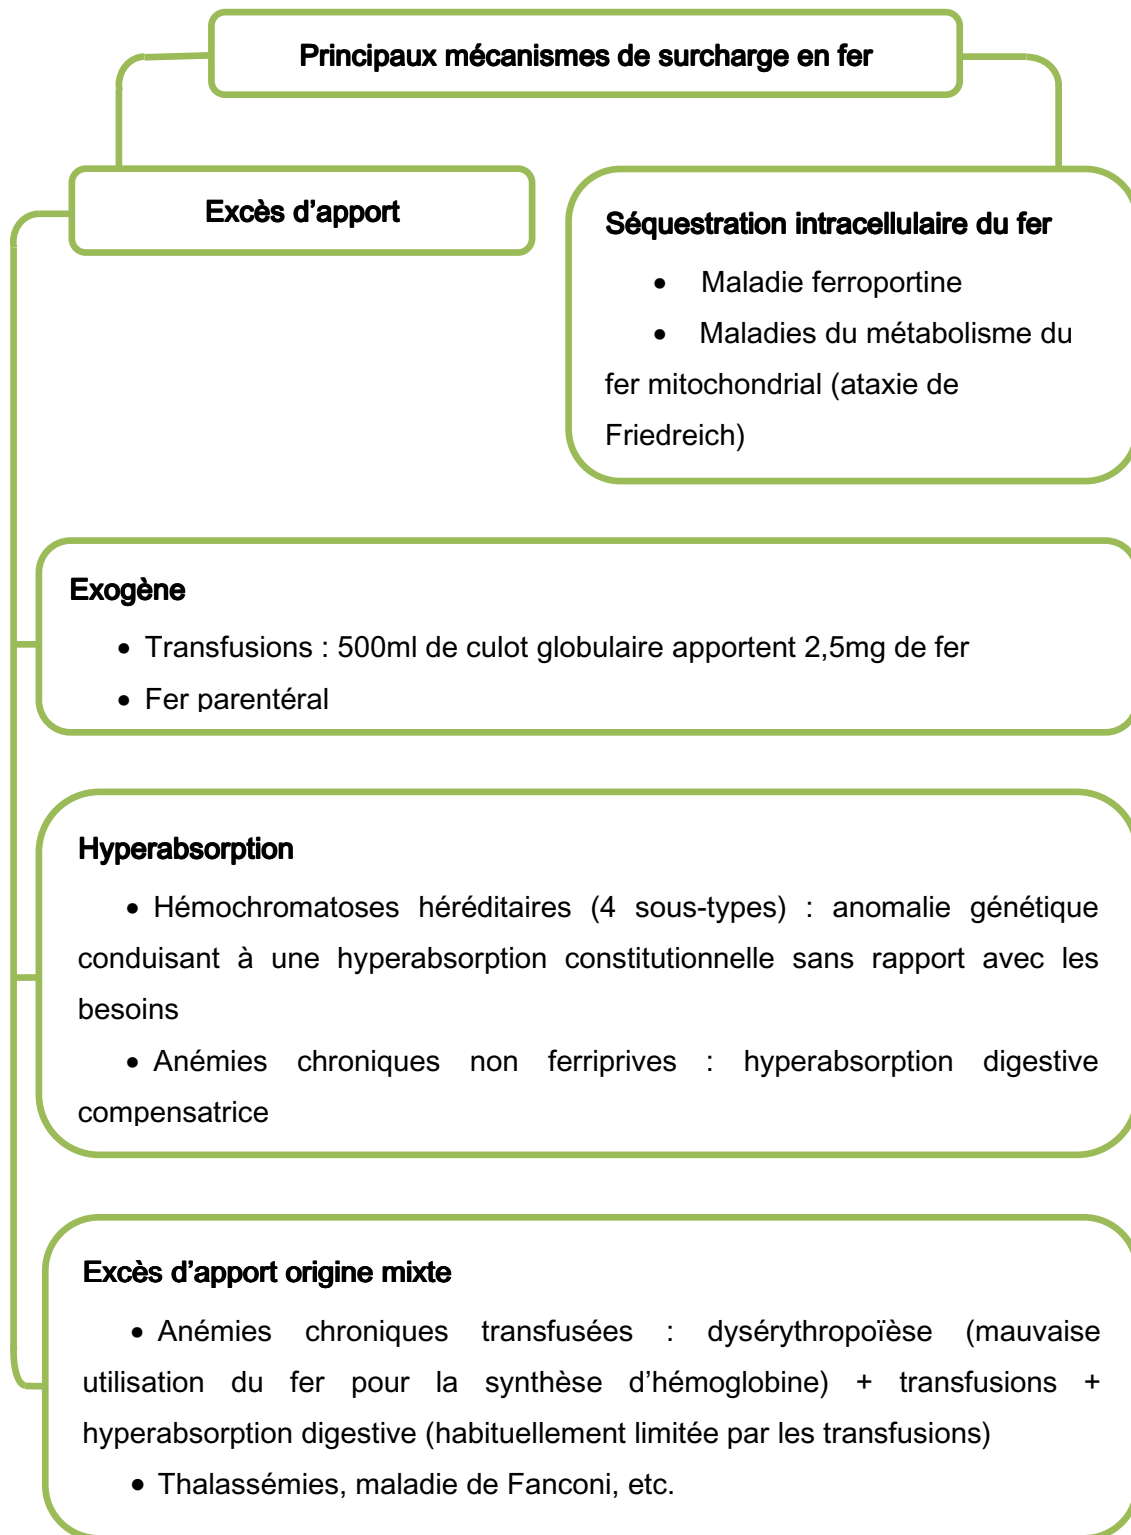 Principaux mécanismes de surcharge en fer
Excès d’apport
Séquestration intracellulaire du fer
• Maladie ferroportine
• Maladies du métabolisme du
fer mitochondrial (ataxie de
Friedreich)
Exogène
• Transfusions : 500ml de culot globulaire apportent 2,5mg de fer
• Fer parentéral
Hyperabsorption
• Hémochromatoses héréditaires (4 sous-types) : anomalie génétique
conduisant à une hyperabsorption constitutionnelle sans rapport avec les
besoins
• Anémies chroniques non ferriprives : hyperabsorption digestive
compensatrice
Excès d’apport origine mixte
• Anémies chroniques transfusées : dysérythropoïèse (mauvaise
utilisation du fer pour la synthèse d’hémoglobine) + transfusions +
hyperabsorption digestive (habituellement limitée par les transfusions)
• Thalassémies, maladie de Fanconi, etc.